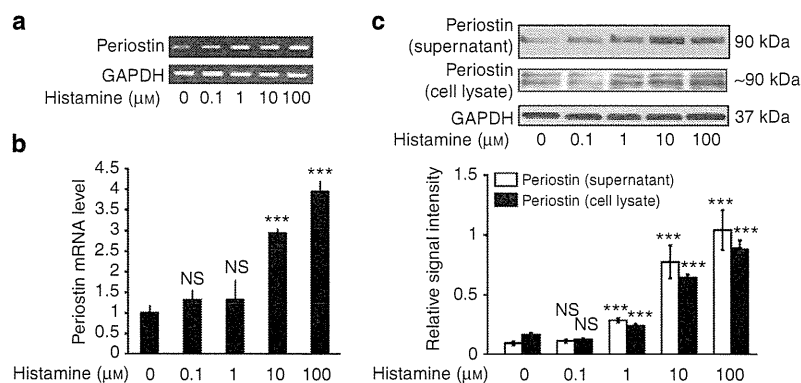 a
Periostin
GAPDH
Histamine (µM) 0 0.1 1 10 100
b
Periostin mRNA level
4.5
4
3.5
3
2.5
2
1.5
1
0.5
0
NS
NS
***
***
Histamine (µM) 0 0.1 1 10 100
c
Periostin
(supernatant)
90 kDa
Periostin
(cell lysate)
~90 kDa
GAPDH
37 kDa
Histamine (µM) 0 0.1 1 10 100
Relative signal intensity
1.5
1
0.5
0
Periostin (supernatant)
Periostin (cell lysate)
NS
NS
***
***
***
***
***
***
Histamine (µM) 0 0.1 1 10 100